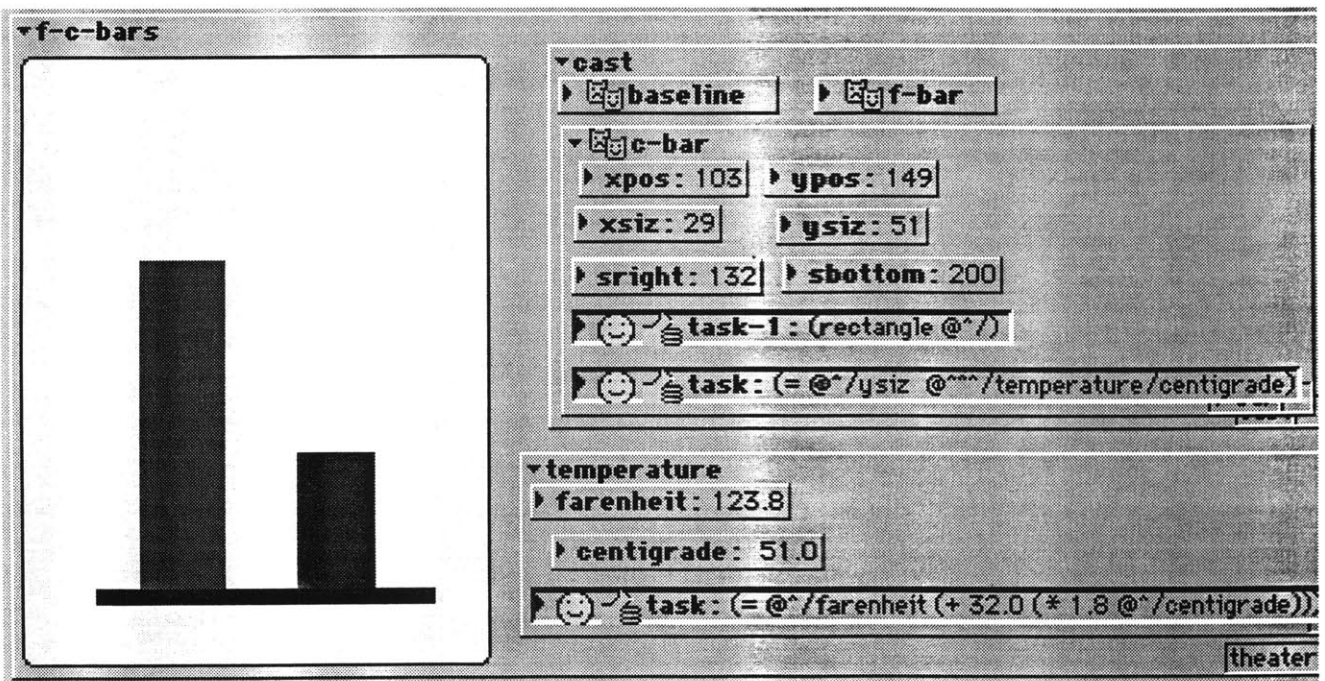 f-c-bars
cast
baseline f-bar
c-bar
xpos: 103 ypos: 149
xsiz: 29 ysiz: 51
sright: 132 sbottom: 200
task-1: (rectangle @^/)
task: (= @^/ysiz @^^^/temperature/centigrade)
temperature
farenheit: 123.8
centigrade: 51.0
task: (= @^/farenheit (+ 32.0 (* 1.8 @^/centigrade))
theater